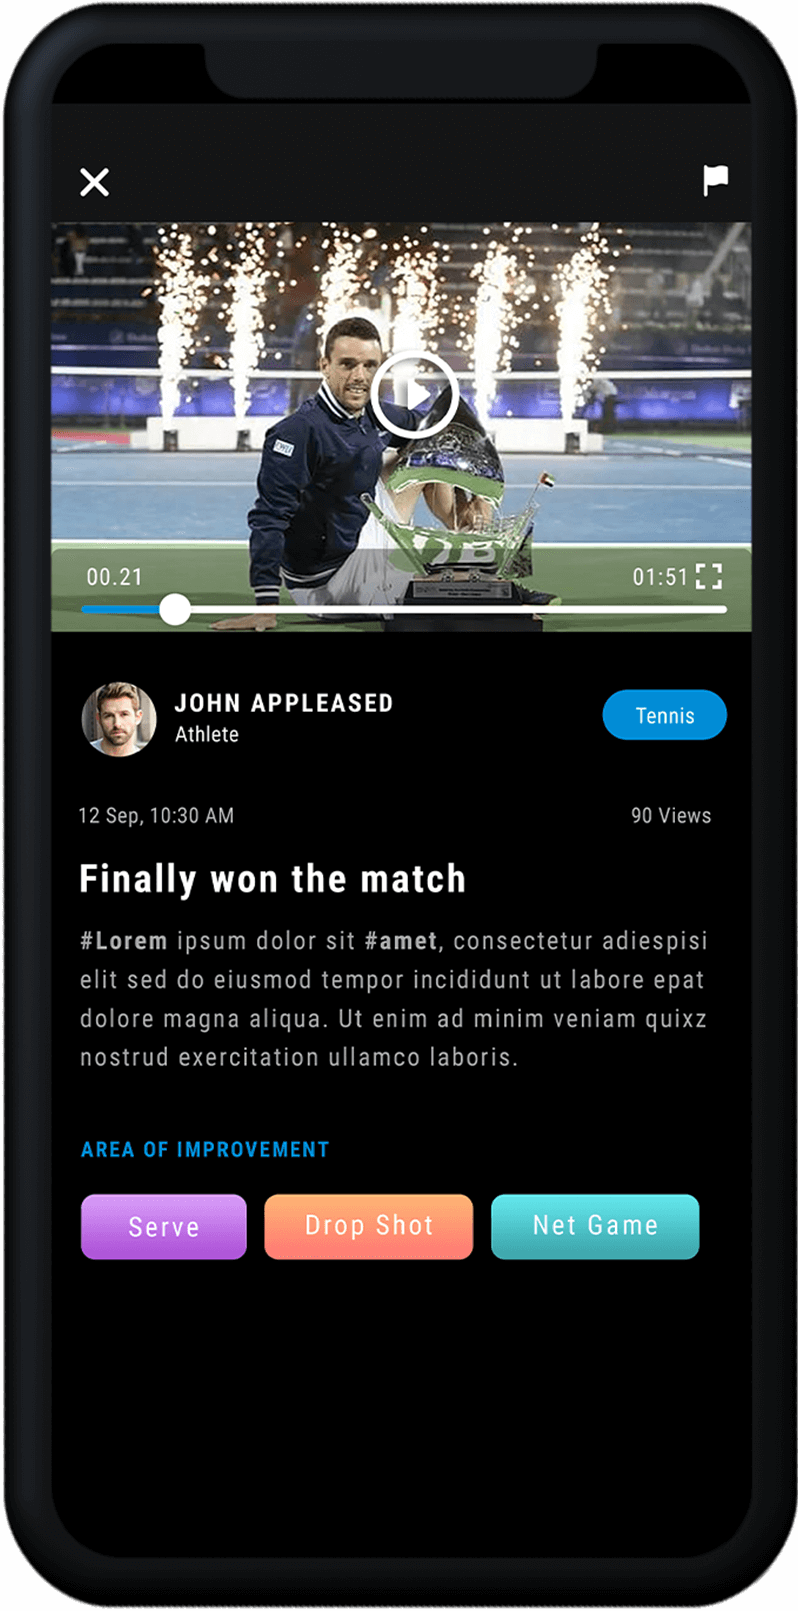 00.21
01:51
JOHN APPLEASED
Athlete
Tennis
12 Sep, 10:30 AM
90 Views
Finally won the match
#Lorem ipsum dolor sit #amet, consectetur adiespisi
elit sed do eiusmod tempor incididunt ut labore epat
dolore magna aliqua. Ut enim ad minim veniam quixz
nostrud exercitation ullamco laboris.
AREA OF IMPROVEMENT
Serve
Drop Shot
Net Game